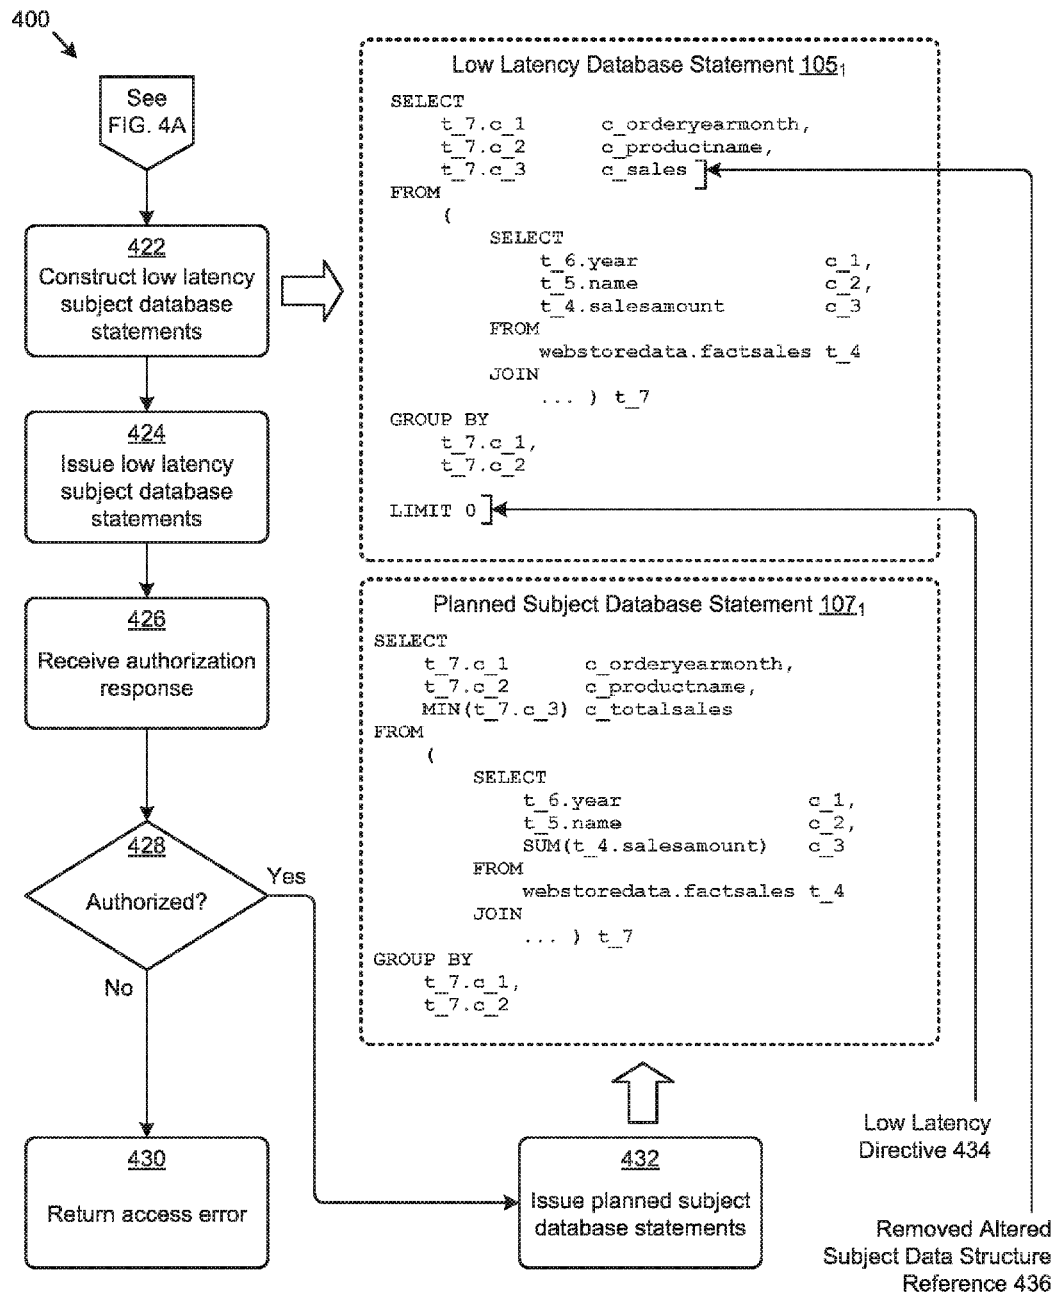 400
See
FIG. 4A
422
Construct low latency
subject database
statements
424
Issue low latency
subject database
statements
426
Receive authorization
response
428
Authorized?
Yes
No
430
Return access error
432
Issue planned subject
database statements
Low Latency Database Statement 105₁
SELECT
t_7.c_1 c_orderyearmonth,
t_7.c_2 c_productname,
t_7.c_3 c_sales
FROM
(
SELECT
t_6.year c_1,
t_5.name c_2,
t_4.salesamount c_3
FROM
webstoredata.factsales t_4
JOIN
... ) t_7
GROUP BY
t_7.c_1,
t_7.c_2
LIMIT 0
Planned Subject Database Statement 107₁
SELECT
t_7.c_1 c_orderyearmonth,
t_7.c_2 c_productname,
MIN(t_7.c_3) c_totalsales
FROM
(
SELECT
t_6.year c_1,
t_5.name c_2,
SUM(t_4.salesamount) c_3
FROM
webstoredata.factsales t_4
JOIN
... ) t_7
GROUP BY
t_7.c_1,
t_7.c_2
Low Latency
Directive 434
Removed Altered
Subject Data Structure
Reference 436